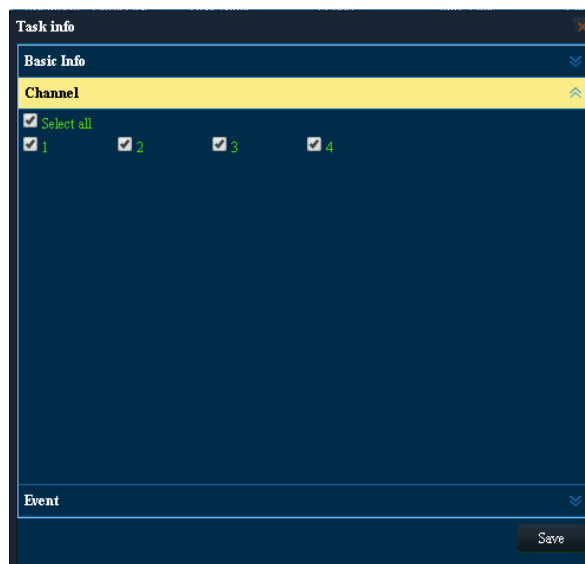 Task info
Basic Info
Channel
Select all
1 2 3 4
Event
Save